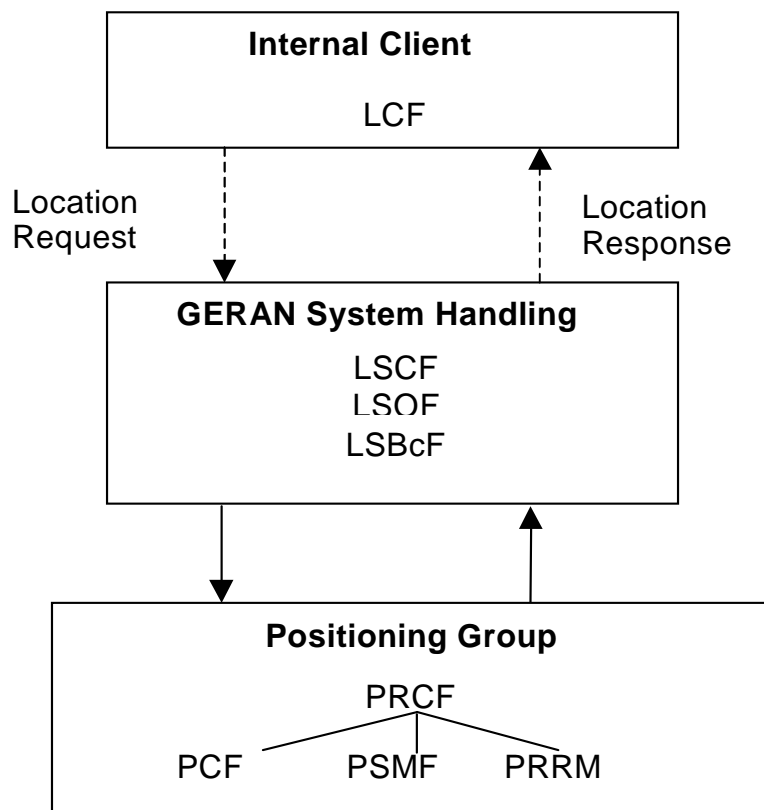 Internal Client
LCF
Location
Request
Location
Response
GERAN System Handling
LSCF
LSOF
LSBcF
Positioning Group
PRCF
PCF PSMF PRRM